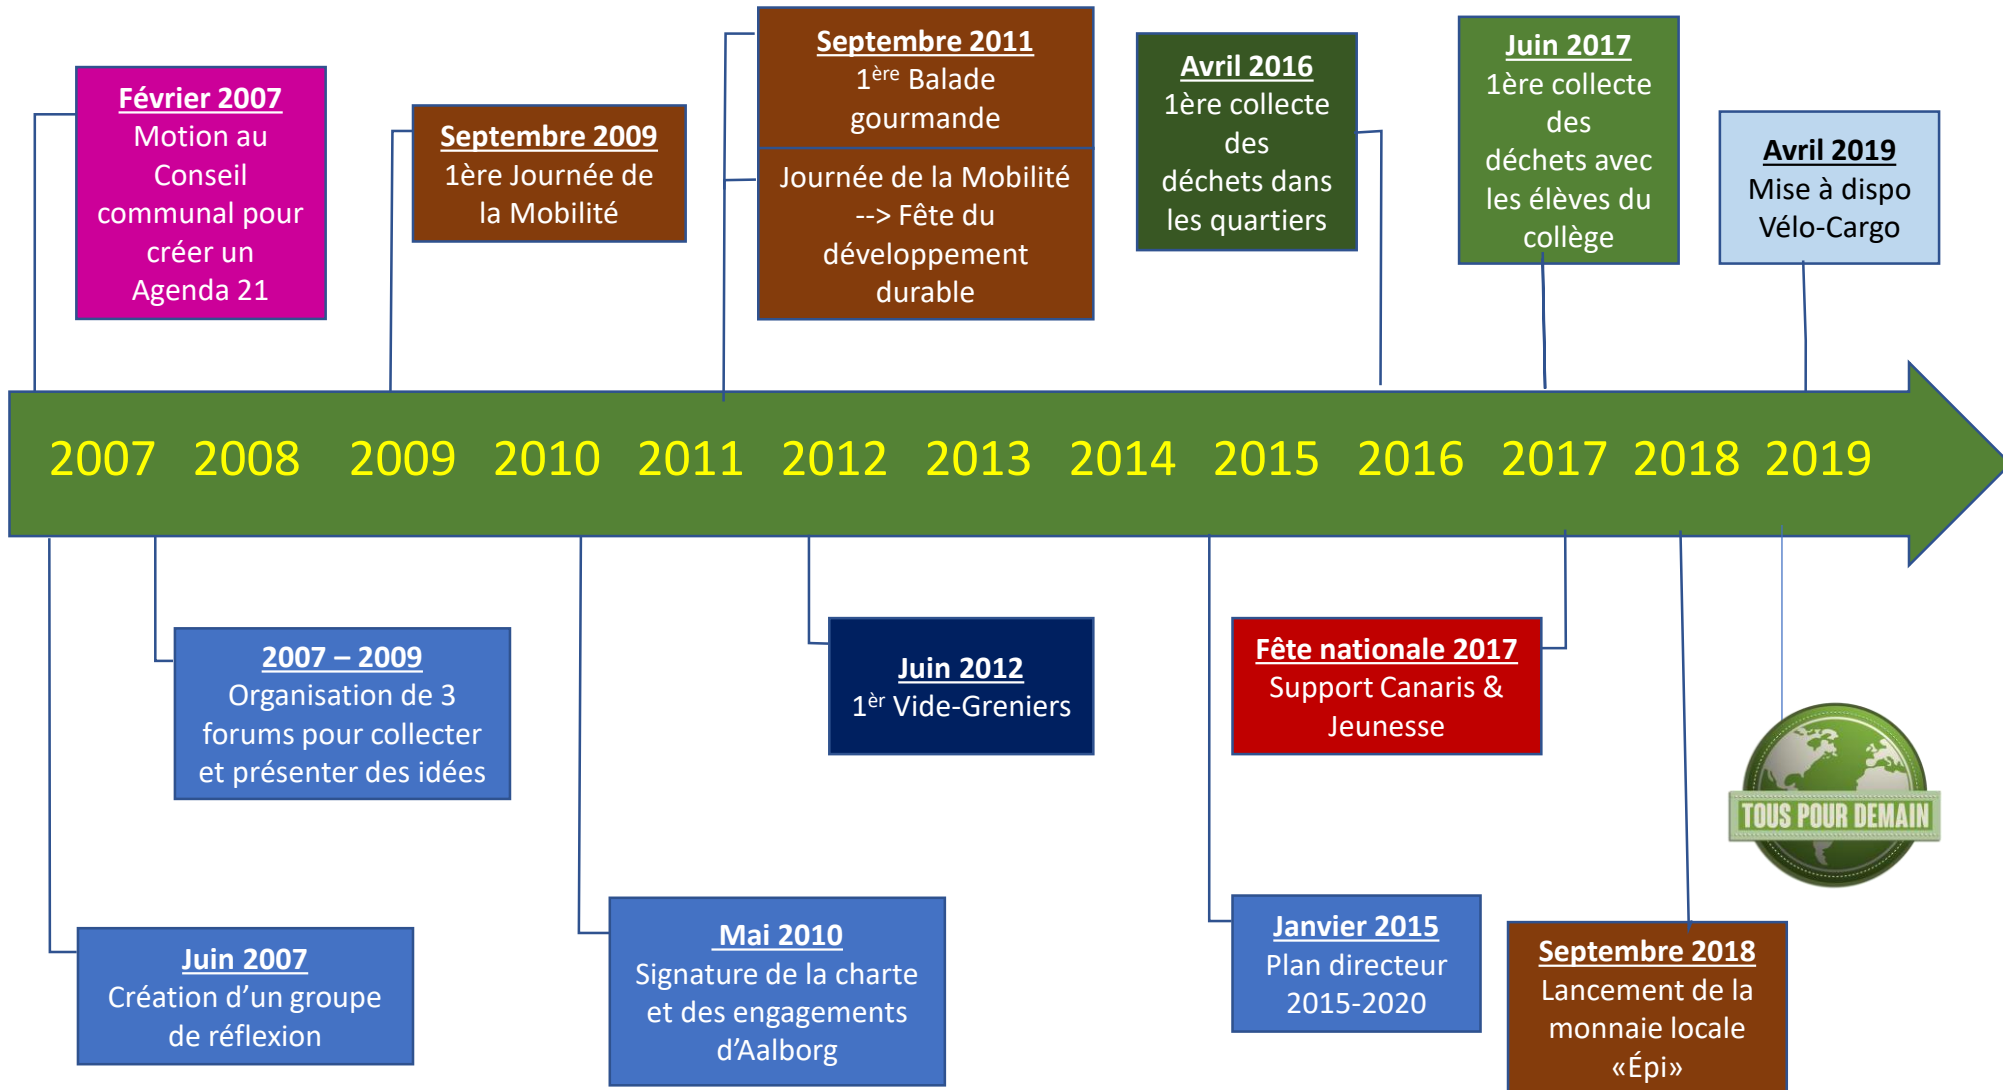 Février 2007
Motion au
Conseil
communal pour
créer un
Agenda 21
Septembre 2009
1ère Journée de
la Mobilité
Septembre 2011
1ère Balade
gourmande
Journée de la Mobilité
--> Fête du
développement
durable
Avril 2016
1ère collecte
des
déchets dans
les quartiers
Juin 2017
1ère collecte
des
déchets avec
les élèves du
collège
Avril 2019
Mise à dispo
Vélo-Cargo
2007 2008 2009 2010 2011 2012 2013 2014 2015 2016 2017 2018 2019
2007 – 2009
Organisation de 3
forums pour collecter
et présenter des idées
Juin 2012
1èr Vide-Greniers
Fête nationale 2017
Support Canaris &
Jeunesse
TOUS POUR DEMAIN
Juin 2007
Création d’un groupe
de réflexion
Mai 2010
Signature de la charte
et des engagements
d’Aalborg
Janvier 2015
Plan directeur
2015-2020
Septembre 2018
Lancement de la
monnaie locale
«Épi»